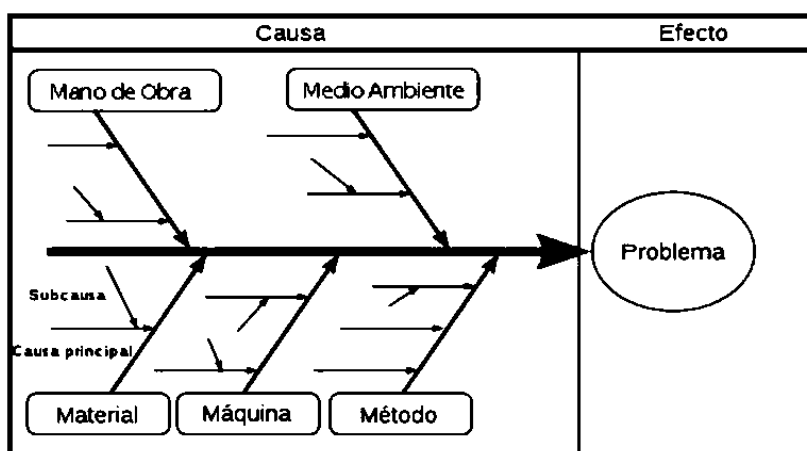 Causa
Efecto
Mano de Obra
Medio Ambiente
Problema
Subcausa
Causa principal
Material
Máquina
Método